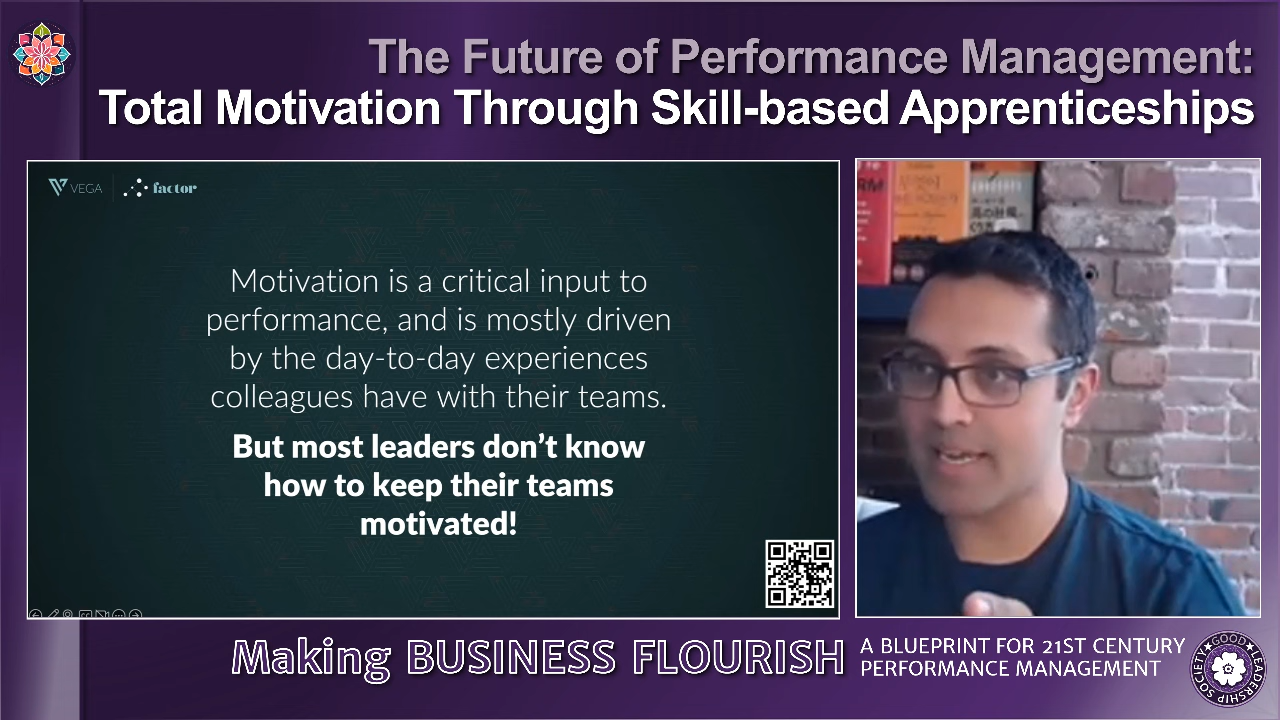 The Future of Performance Management:
Total Motivation Through Skill-based Apprenticeships
VEGA
factor
Motivation is a critical input to
performance, and is mostly driven
by the day-to-day experiences
colleagues have with their teams.
But most leaders don’t know
how to keep their teams
motivated!
무엇이
Making BUSINESS FLOURISH
A BLUEPRINT FOR 21ST CENTURY
PERFORMANCE MANAGEMENT
GOOD LEADERSHIP SOCIETY